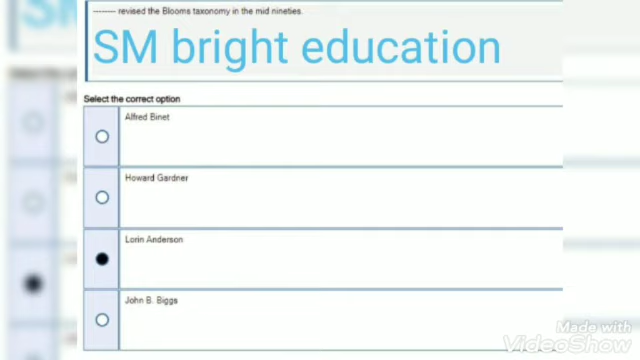 -------- revised the Blooms taxonomy in the mid nineties.
SM bright education
Select the correct option
Alfred Binet
Howard Gardner
Lorin Anderson
John B. Biggs
Made with
VideoShow